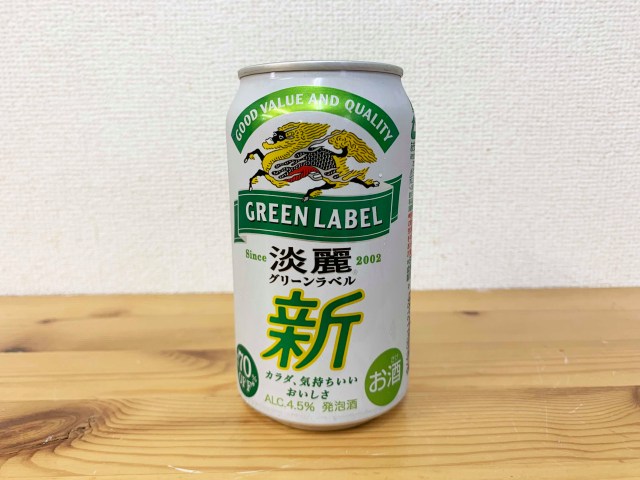 GOOD VALUE AND QUALITY
GREEN LABEL
Since 淡麗 2002
グリーンラベル
新
70%
OFF
カラダ、気持ちいい
おいしさ
お酒
ALC.4.5% 発泡酒